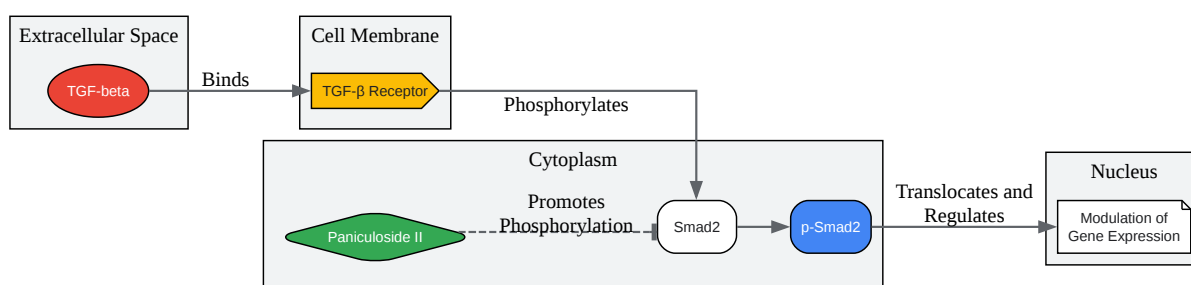 Extracellular Space
TGF-beta
Binds
Cell Membrane
TGF-β Receptor
Phosphorylates
Cytoplasm
Paniculoside II
Promotes
Phosphorylation
Smad2
p-Smad2
Translocates and
Regulates
Nucleus
Modulation of
Gene Expression